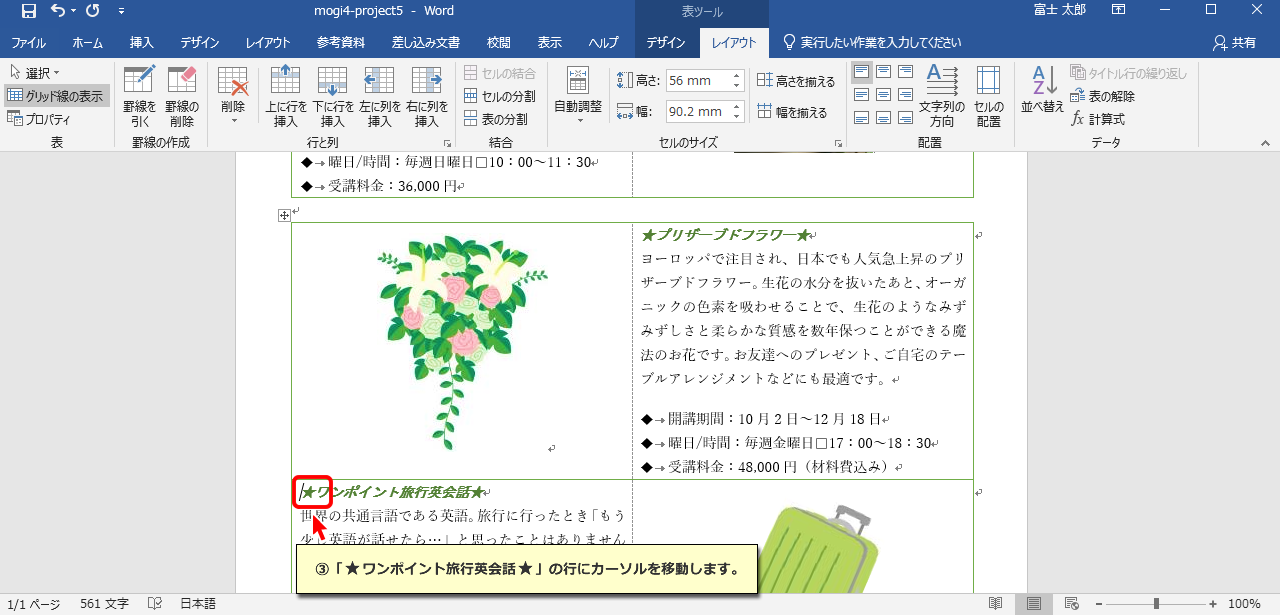 mogi4-project5 - Word
表ツール
富士 太郎
ファイル ホーム 挿入 デザイン レイアウト 参考資料 差し込み文書 校閲 表示 ヘルプ デザイン レイアウト 実行したい作業を入力してください 共有
選択
グリッド線の表示
プロパティ
表
罫線を引く
罫線の削除
罫線の作成
削除
上に行を挿入
下に行を挿入
左に列を挿入
右に列を挿入
行と列
セルの結合
セルの分割
表の分割
結合
自動調整
高さ: 56 mm
幅: 90.2 mm
高さを揃える
幅を揃える
セルのサイズ
文字列の方向
セルの配置
配置
並べ替え
タイトル行の繰り返し
表の解除
計算式
データ
◆→曜日/時間：毎週日曜日□10：00～11：30↵
◆→受講料金：36,000 円↵
★プリザーブドフラワー★↵
ヨーロッパで注目され、日本でも人気急上昇のプリ
ザーブドフラワー。生花の水分を抜いたあと、オーガ
ニックの色素を吸わせることで、生花のようなみず
みずしさと柔らかな質感を数年保つことができる魔
法のお花です。お友達へのプレゼント、ご自宅のテー
ブルアレンジメントなどにも最適です。↵
◆→開講期間：10 月 2 日～12 月 18 日↵
◆→曜日/時間：毎週金曜日□17：00～18：30↵
◆→受講料金：48,000 円（材料費込み）↵
★ワンポイント旅行英会話★↵
世界の共通言語である英語。旅行に行ったとき「もう
少し英語が話せたら…」と思ったことはありません
③「★ワンポイント旅行英会話★」の行にカーソルを移動します。
1/1 ページ 561 文字 日本語 100%